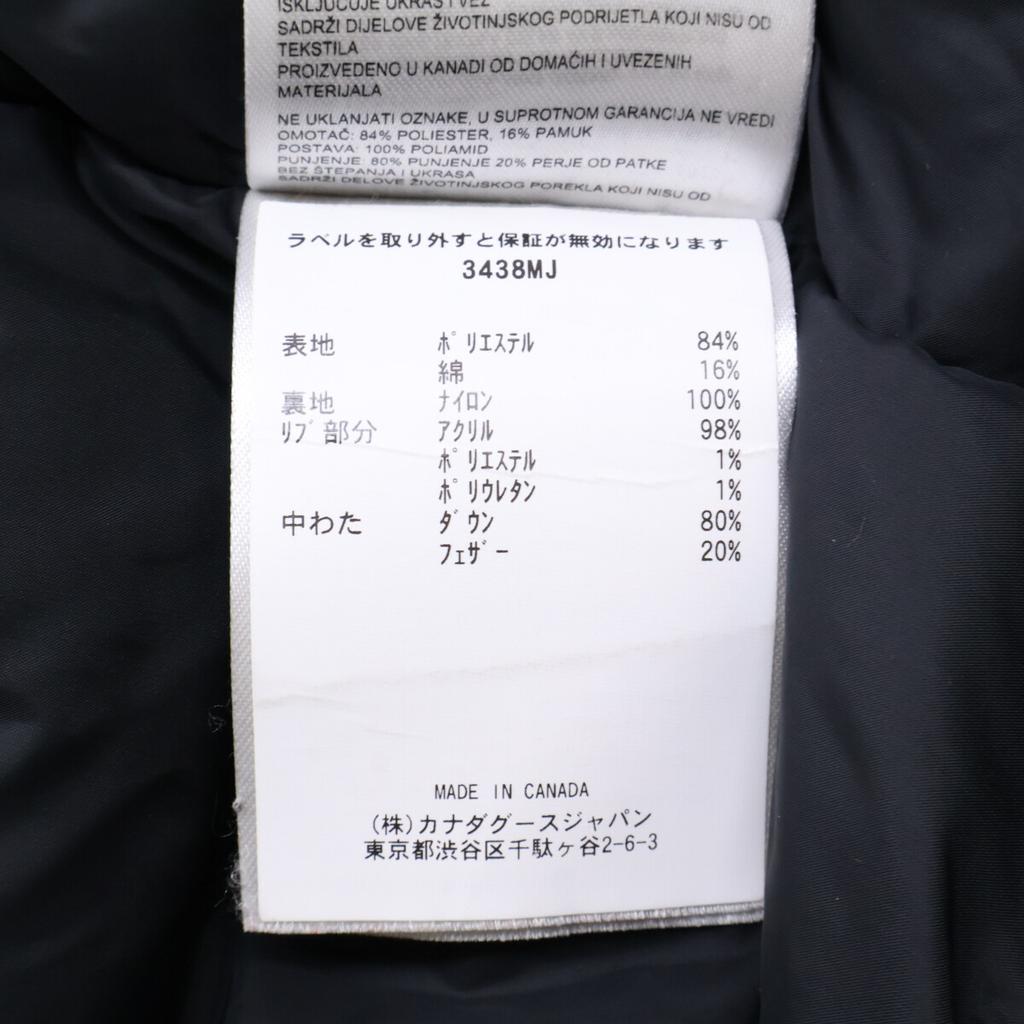 ISKLJUČUJE UKRAS I VEZ
SADRŽI DIJELOVE ŽIVOTINJSKOG PODRIJETLA KOJI NISU OD
TEKSTILA
PROIZVEDENO U KANADI OD DOMAĆIH I UVEZENIH
MATERIJALA
NE UKLANJATI OZNAKE, U SUPROTNOM GARANCIJA NE VREDI
OMOTAČ: 84% POLIESTER, 16% PAMUK
POSTAVA: 100% POLIAMID
PUNJENJE: 80% PUNJENJE 20% PERJE OD PATKE
BEZ ŠTEPANJA I UKRASA
SADRŽI DELOVE ŽIVOTINJSKOG POREKLA KOJI NISU OD
ラベルを取り外すと保証が無効になります
3438MJ
表地 ポリエステル 84%
綿 16%
裏地 ナイロン 100%
リブ部分 アクリル 98%
ポリエステル 1%
ポリウレタン 1%
中わた ダウン 80%
フェザー 20%
MADE IN CANADA
(株)カナダグースジャパン
東京都渋谷区千駄ヶ谷2-6-3